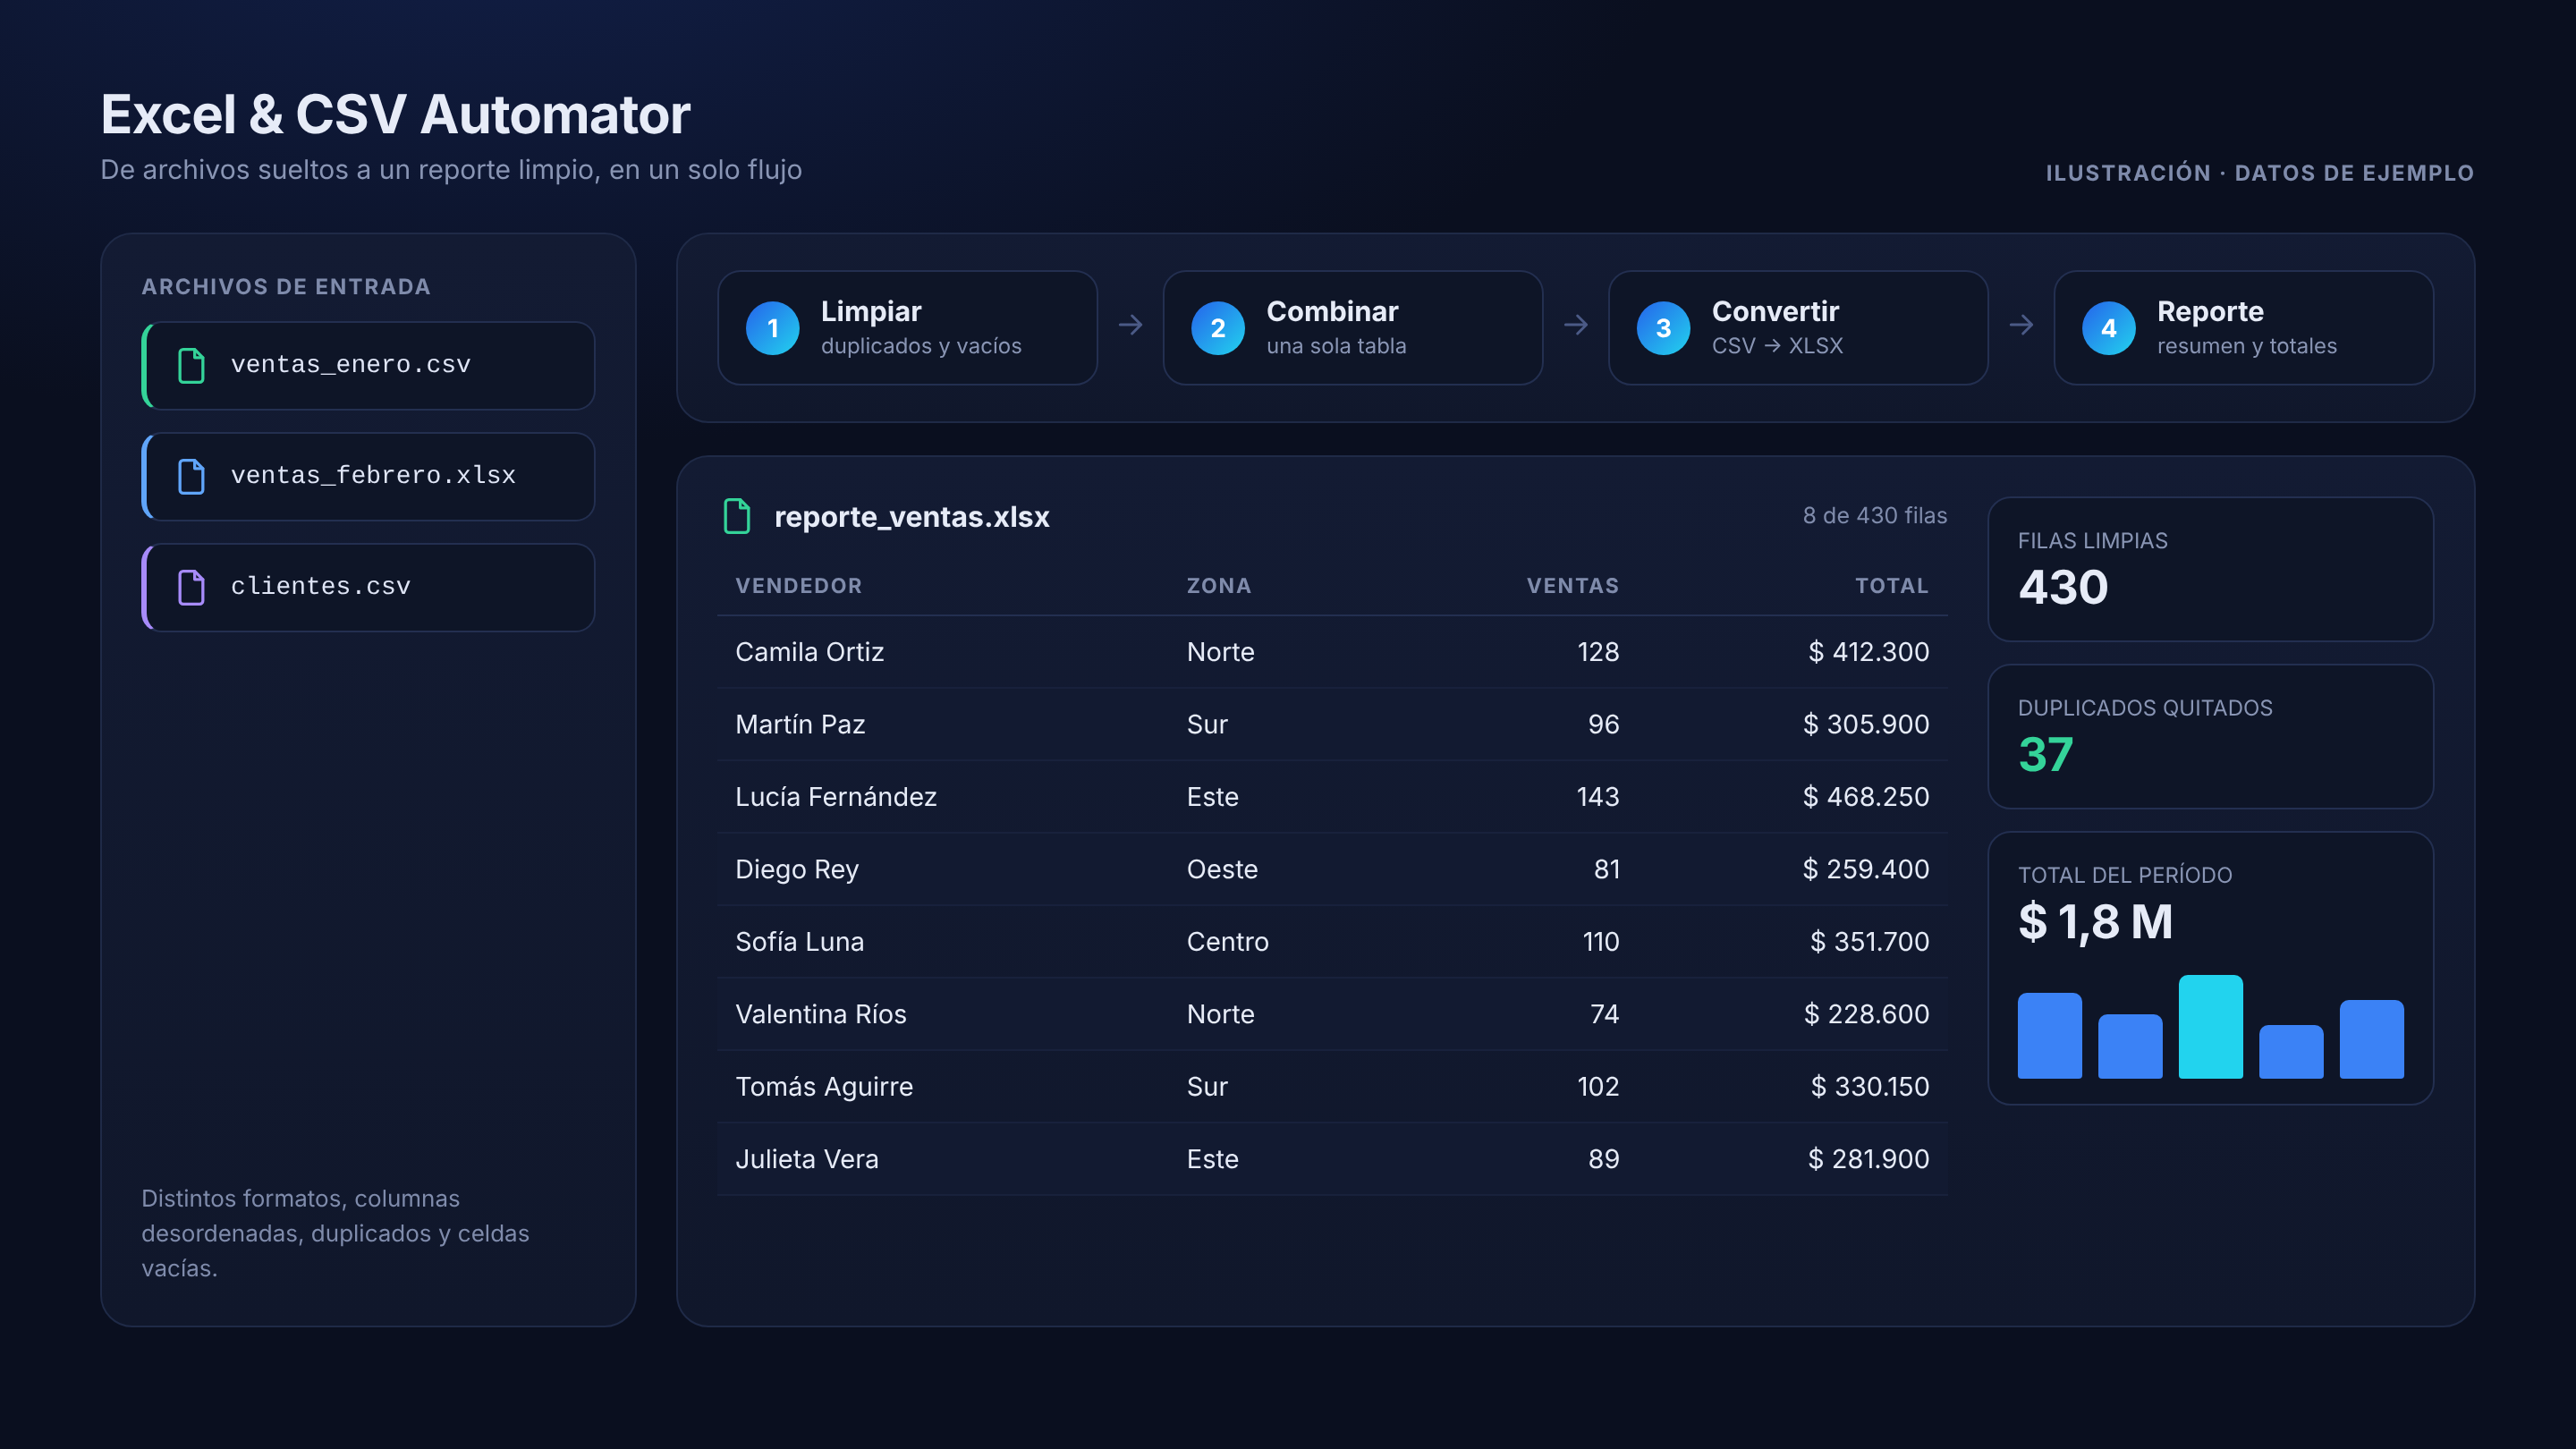 Excel & CSV Automator
De archivos sueltos a un reporte limpio, en un solo flujo
ILUSTRACIÓN · DATOS DE EJEMPLO
ARCHIVOS DE ENTRADA
ventas_enero.csv
ventas_febrero.xlsx
clientes.csv
Distintos formatos, columnas
desordenadas, duplicados y celdas
vacías.
1 Limpiar
duplicados y vacíos
→
2 Combinar
una sola tabla
→
3 Convertir
CSV → XLSX
→
4 Reporte
resumen y totales
reporte_ventas.xlsx 8 de 430 filas
VENDEDOR ZONA VENTAS TOTAL
Camila Ortiz Norte 128 $ 412.300
Martín Paz Sur 96 $ 305.900
Lucía Fernández Este 143 $ 468.250
Diego Rey Oeste 81 $ 259.400
Sofía Luna Centro 110 $ 351.700
Valentina Ríos Norte 74 $ 228.600
Tomás Aguirre Sur 102 $ 330.150
Julieta Vera Este 89 $ 281.900
FILAS LIMPIAS
430
DUPLICADOS QUITADOS
37
TOTAL DEL PERÍODO
$ 1,8 M